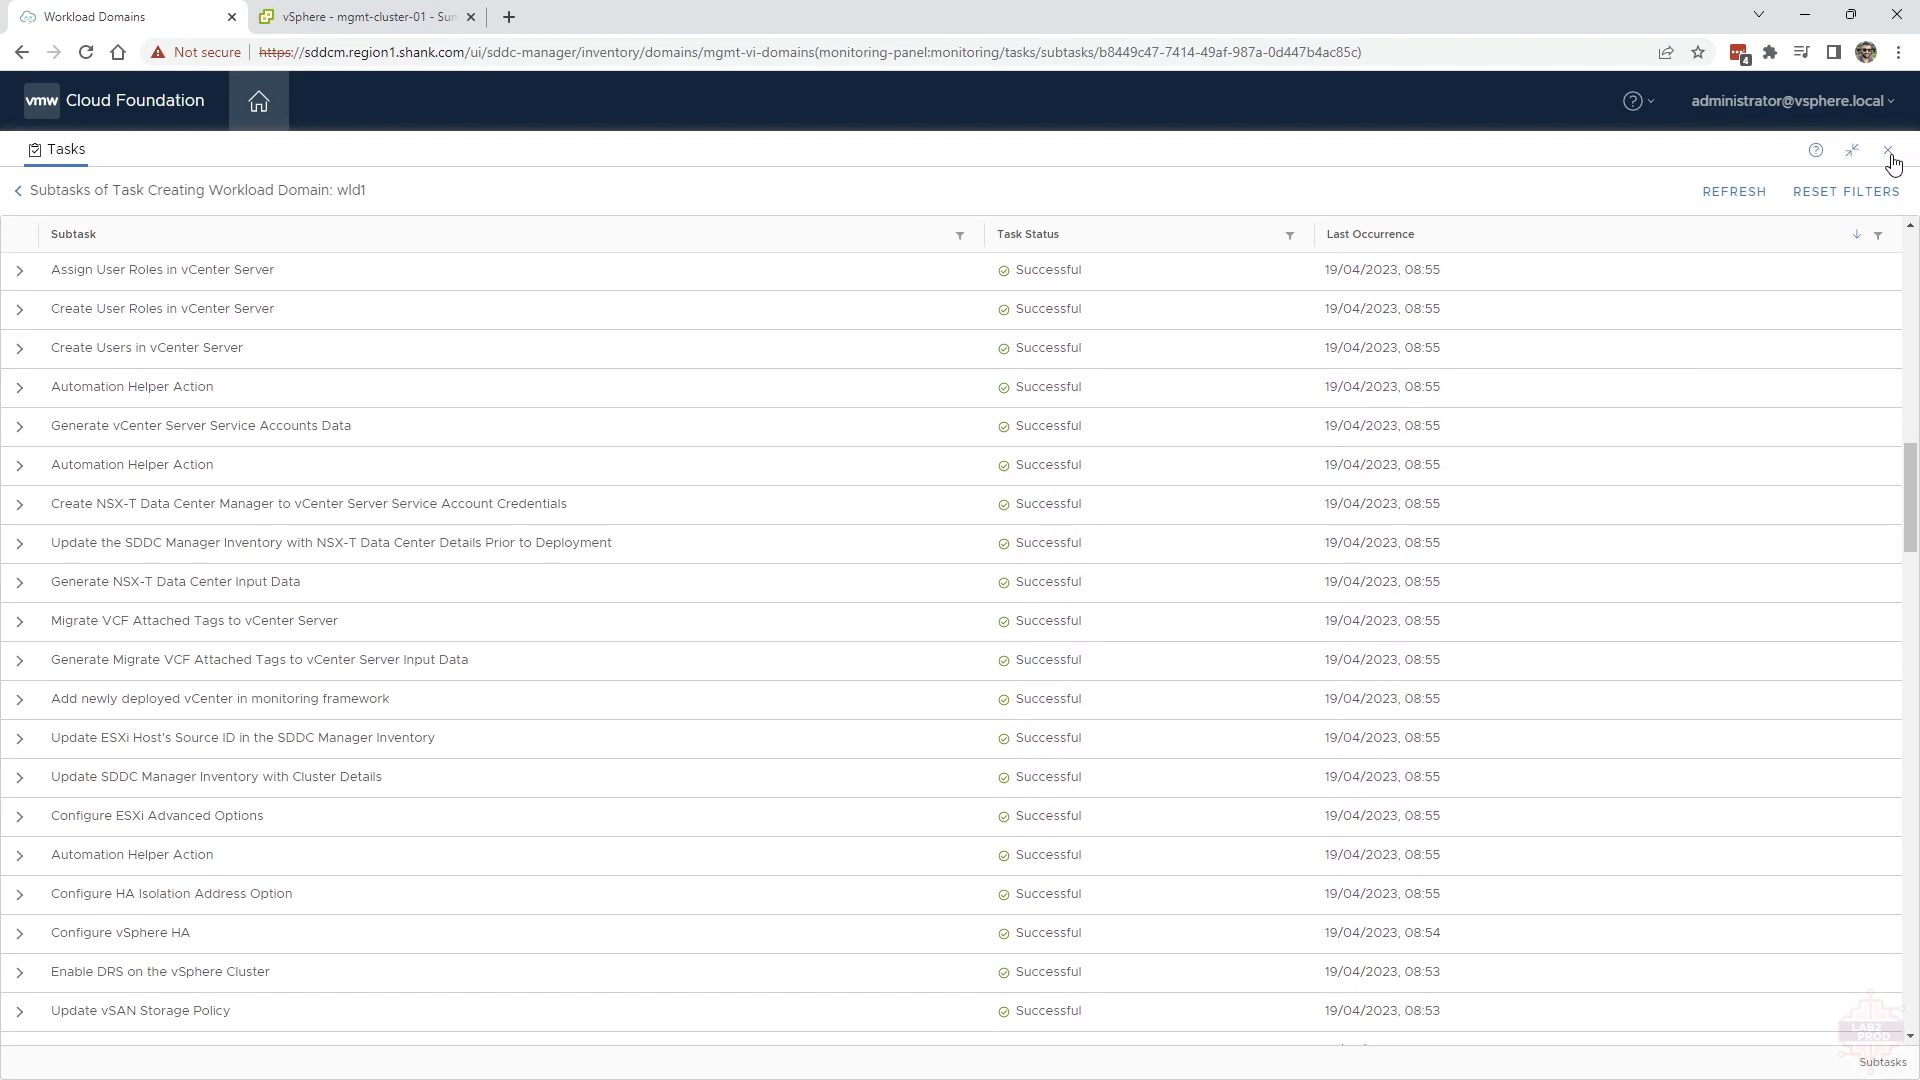 Workload Domains
vSphere - mgmt-cluster-01 - Sum
Not secure
https://sddcm.region1.shank.com/ui/sddc-manager/inventory/domains/mgmt-vi-domains(monitoring-panel:monitoring/tasks/subtasks/b8449c47-7414-49af-987a-0d447b4ac85c)
4
vmw Cloud Foundation
administrator@vsphere.local
Tasks
Subtasks of Task Creating Workload Domain: wld1
REFRESH
RESET FILTERS
Subtask Task Status Last Occurrence
Assign User Roles in vCenter Server Successful 19/04/2023, 08:55
Create User Roles in vCenter Server Successful 19/04/2023, 08:55
Create Users in vCenter Server Successful 19/04/2023, 08:55
Automation Helper Action Successful 19/04/2023, 08:55
Generate vCenter Server Service Accounts Data Successful 19/04/2023, 08:55
Automation Helper Action Successful 19/04/2023, 08:55
Create NSX-T Data Center Manager to vCenter Server Service Account Credentials Successful 19/04/2023, 08:55
Update the SDDC Manager Inventory with NSX-T Data Center Details Prior to Deployment Successful 19/04/2023, 08:55
Generate NSX-T Data Center Input Data Successful 19/04/2023, 08:55
Migrate VCF Attached Tags to vCenter Server Successful 19/04/2023, 08:55
Generate Migrate VCF Attached Tags to vCenter Server Input Data Successful 19/04/2023, 08:55
Add newly deployed vCenter in monitoring framework Successful 19/04/2023, 08:55
Update ESXi Host's Source ID in the SDDC Manager Inventory Successful 19/04/2023, 08:55
Update SDDC Manager Inventory with Cluster Details Successful 19/04/2023, 08:55
Configure ESXi Advanced Options Successful 19/04/2023, 08:55
Automation Helper Action Successful 19/04/2023, 08:55
Configure HA Isolation Address Option Successful 19/04/2023, 08:55
Configure vSphere HA Successful 19/04/2023, 08:54
Enable DRS on the vSphere Cluster Successful 19/04/2023, 08:53
Update vSAN Storage Policy Successful 19/04/2023, 08:53
LAB2
PROD
Subtasks